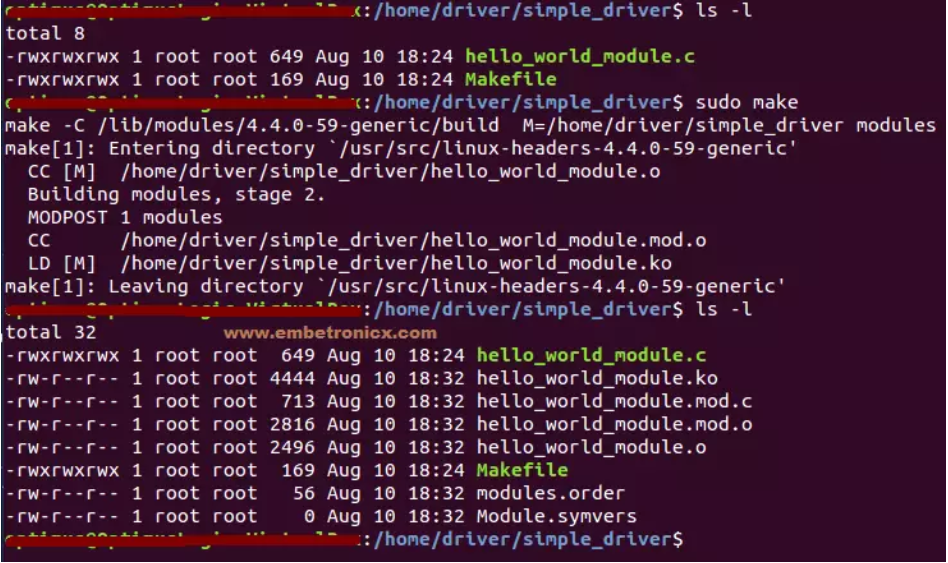 :/home/driver/simple_driver$ ls -l
total 8
-rwxrwxrwx 1 root root 649 Aug 10 18:24 hello_world_module.c
-rwxrwxrwx 1 root root 169 Aug 10 18:24 Makefile
:/home/driver/simple_driver$ sudo make
make -C /lib/modules/4.4.0-59-generic/build  M=/home/driver/simple_driver modules
make[1]: Entering directory `/usr/src/linux-headers-4.4.0-59-generic'
  CC [M]  /home/driver/simple_driver/hello_world_module.o
  Building modules, stage 2.
  MODPOST 1 modules
  CC      /home/driver/simple_driver/hello_world_module.mod.o
  LD [M]  /home/driver/simple_driver/hello_world_module.ko
make[1]: Leaving directory `/usr/src/linux-headers-4.4.0-59-generic'
:/home/driver/simple_driver$ ls -l
total 32 www.embetronicx.com
-rwxrwxrwx 1 root root  649 Aug 10 18:24 hello_world_module.c
-rw-r--r-- 1 root root 4444 Aug 10 18:32 hello_world_module.ko
-rw-r--r-- 1 root root  713 Aug 10 18:32 hello_world_module.mod.c
-rw-r--r-- 1 root root 2816 Aug 10 18:32 hello_world_module.mod.o
-rw-r--r-- 1 root root 2496 Aug 10 18:32 hello_world_module.o
-rwxrwxrwx 1 root root  169 Aug 10 18:24 Makefile
-rw-r--r-- 1 root root   56 Aug 10 18:32 modules.order
-rw-r--r-- 1 root root    0 Aug 10 18:32 Module.symvers
:/home/driver/simple_driver$